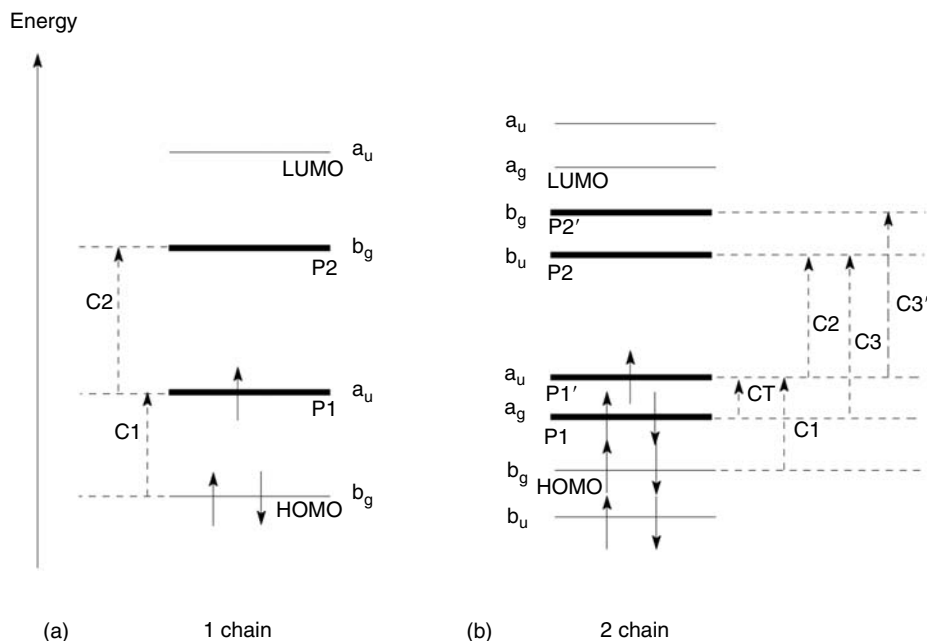 Energy
a_u
LUMO
b_g
P2
C2
a_u
P1
C1
b_g
HOMO
(a) 1 chain
a_u
a_g
LUMO
b_g
P2′
b_u
P2
C2
C3
C3′
a_u
P1′
CT
a_g
P1
C1
b_g
HOMO
b_u
(b) 2 chain